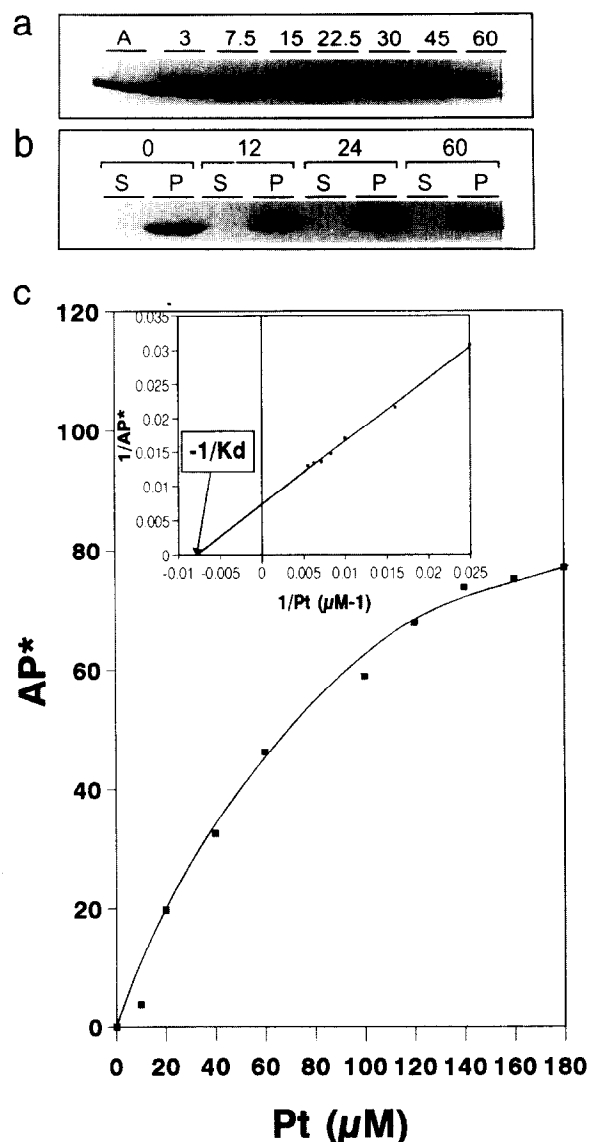 a
A 3 7.5 15 22.5 30 45 60
b
0 12 24 60
S P S P S P S P
c
120
100
80
60
40
20
0
AP*
0 20 40 60 80 100 120 140 160 180
Pt (µM)
0.035
0.03
0.025
0.02
0.015
0.01
0.005
0
1/AP*
-1/Kd
-0.01 -0.005 0 0.005 0.01 0.015 0.02 0.025
1/Pt (µM-1)